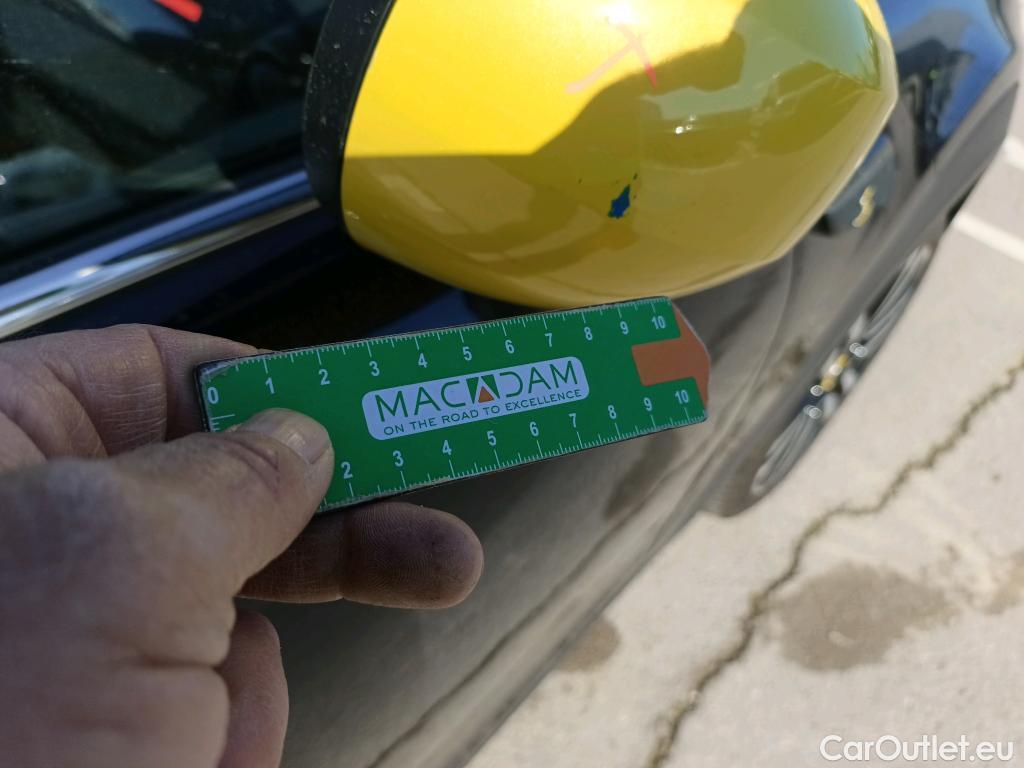 0 1 2 3 4 5 6 7 8 9 10
MACADAM
ON THE ROAD TO EXCELLENCE
2 3 4 5 6 7 8 9 10
CarOutlet.eu